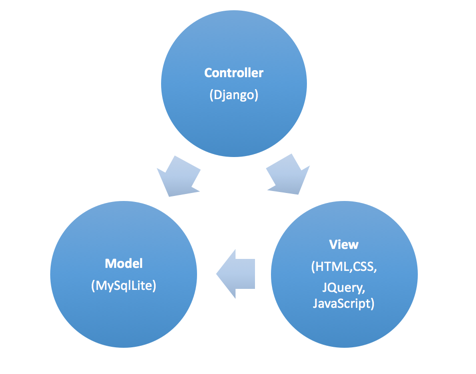 Controller
(Django)
Model
(MySqlLite)
View
(HTML,CSS,
JQuery,
JavaScript)